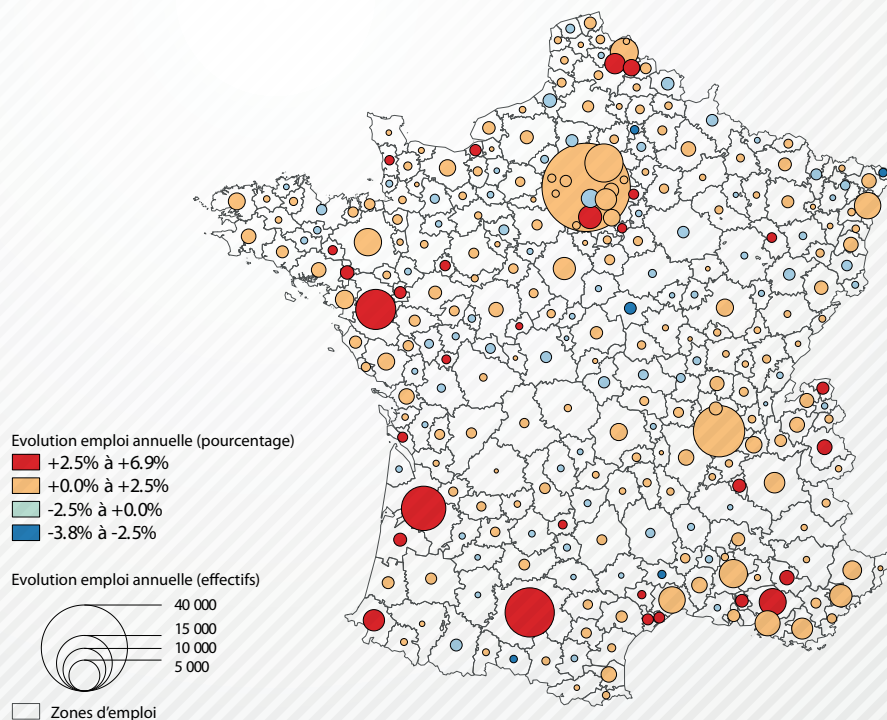 Evolution emploi annuelle (pourcentage)
+2.5% à +6.9%
+0.0% à +2.5%
-2.5% à +0.0%
-3.8% à -2.5%
Evolution emploi annuelle (effectifs)
40 000
15 000
10 000
5 000
Zones d'emploi